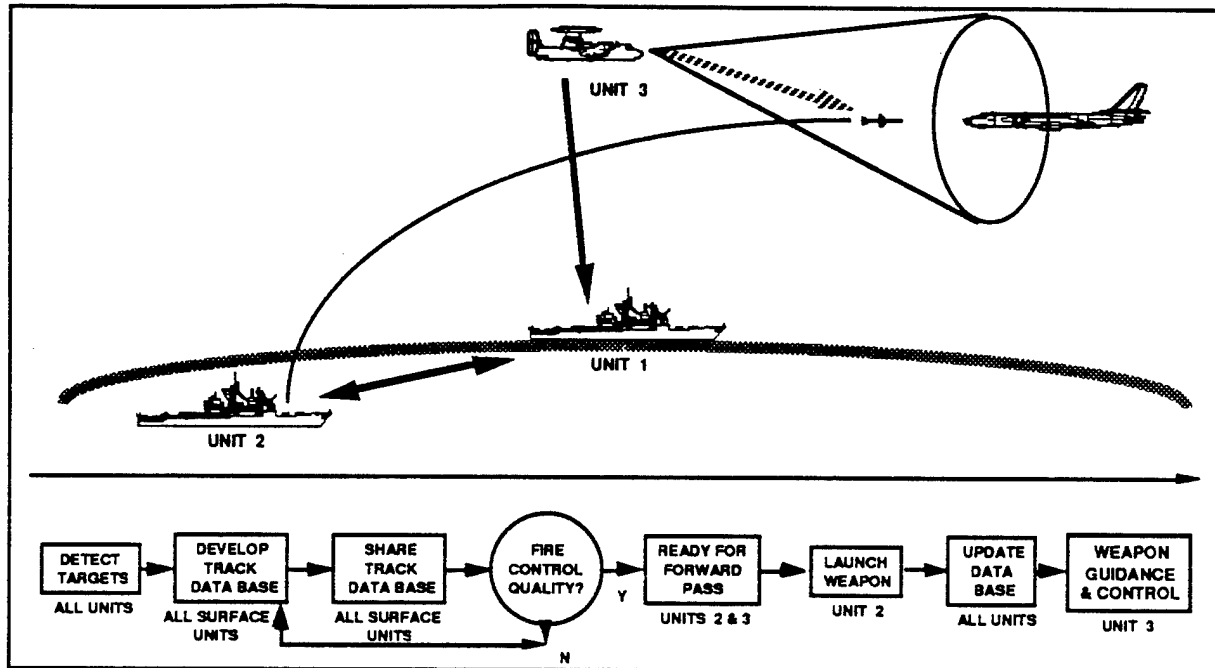 UNIT 3
UNIT 1
UNIT 2
DETECT
TARGETS
ALL UNITS
DEVELOP
TRACK
DATA BASE
ALL SURFACE
UNITS
SHARE
TRACK
DATA BASE
ALL SURFACE
UNITS
FIRE
CONTROL
QUALITY?
Y
N
READY FOR
FORWARD
PASS
UNITS 2 & 3
LAUNCH
WEAPON
UNIT 2
UPDATE
DATA
BASE
ALL UNITS
WEAPON
GUIDANCE
& CONTROL
UNIT 3